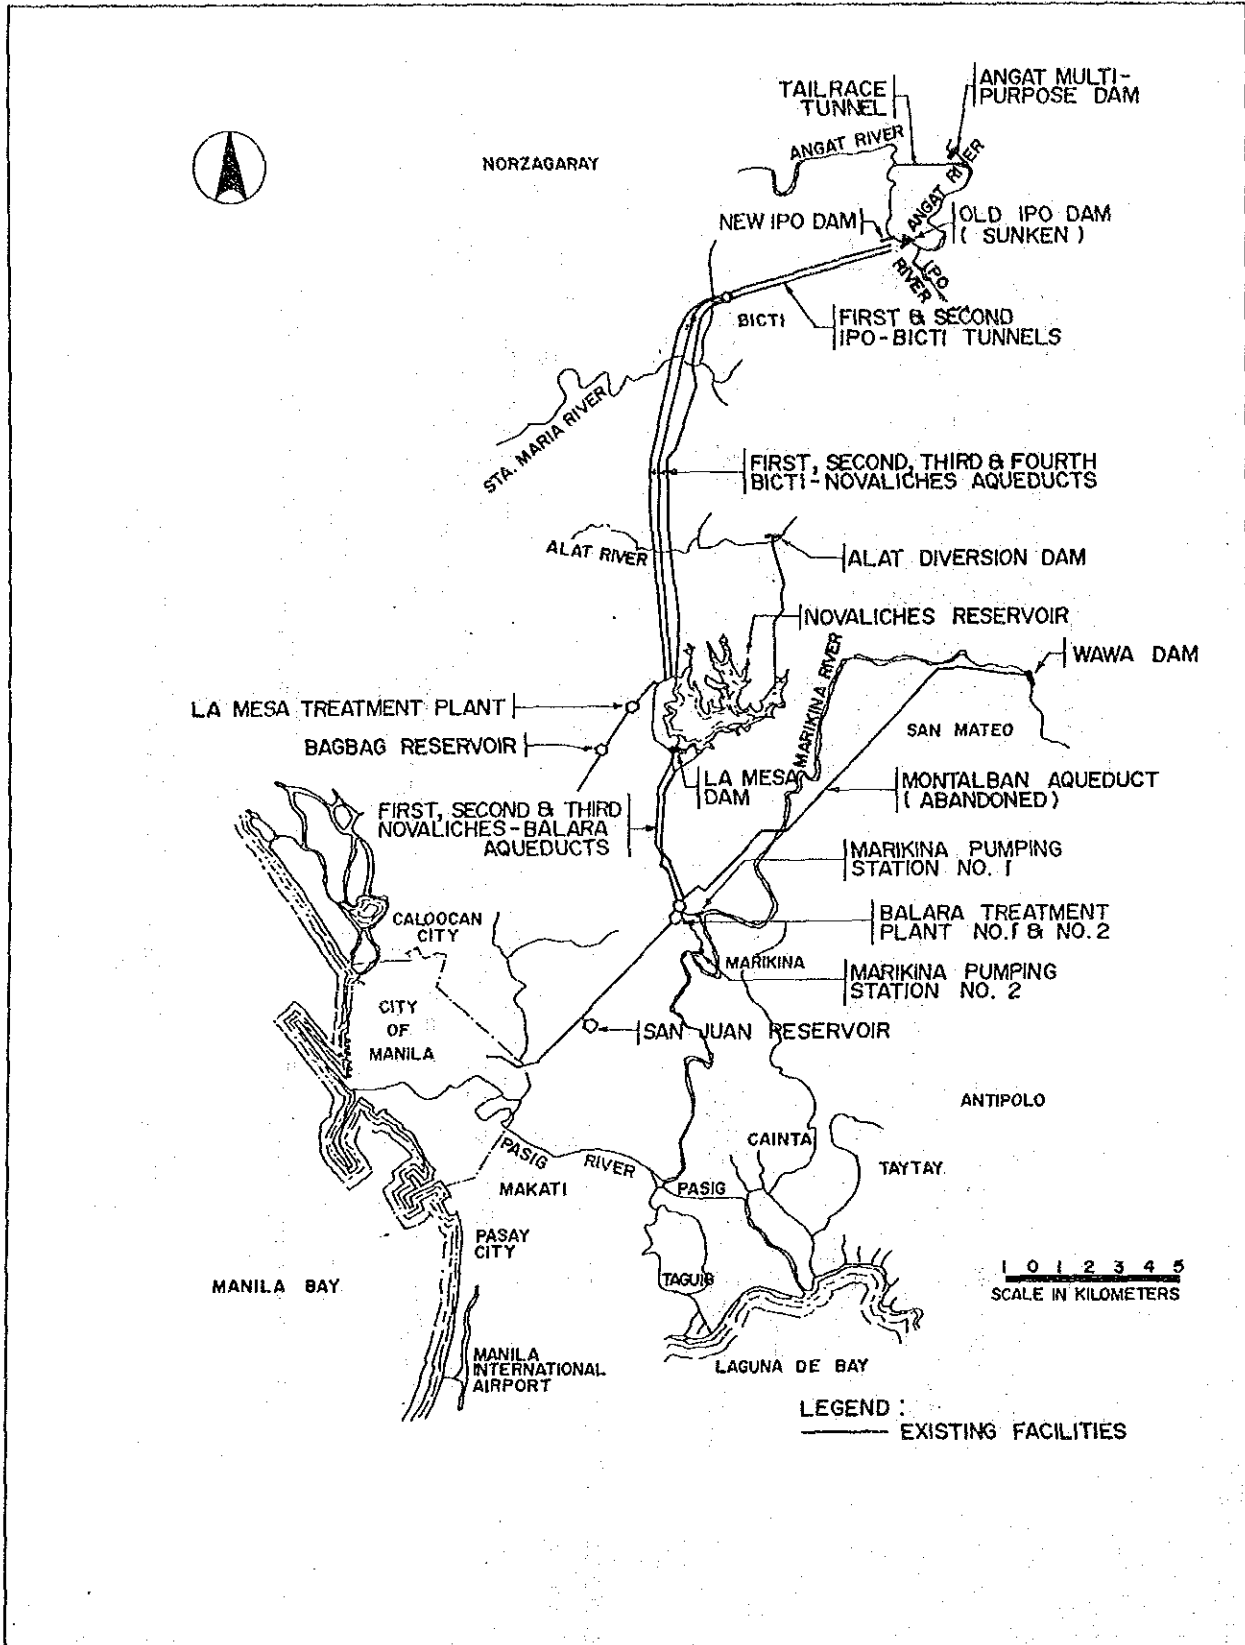 TAILRACE
TUNNEL
ANGAT MULTI-
PURPOSE DAM
ANGAT RIVER
NORZAGARAY
ANGAT RIVER
NEW IPO DAM
OLD IPO DAM
( SUNKEN )
IPO
RIVER
BICTI
FIRST & SECOND
IPO-BICTI TUNNELS
STA. MARIA RIVER
FIRST, SECOND, THIRD & FOURTH
BICTI-NOVALICHES AQUEDUCTS
ALAT RIVER
ALAT DIVERSION DAM
NOVALICHES RESERVOIR
MARIKINA RIVER
WAWA DAM
LA MESA TREATMENT PLANT
SAN MATEO
BAGBAG RESERVOIR
LA MESA
DAM
MONTALBAN AQUEDUCT
( ABANDONED )
FIRST, SECOND & THIRD
NOVALICHES-BALARA
AQUEDUCTS
MARIKINA PUMPING
STATION NO. 1
BALARA TREATMENT
PLANT NO.1 & NO. 2
CALOOCAN
CITY
MARIKINA
MARIKINA PUMPING
STATION NO. 2
CITY
OF
MANILA
SAN JUAN RESERVOIR
ANTIPOLO
CAINTA
PASIG RIVER
TAYTAY
MAKATI
PASIG
PASAY
CITY
MANILA BAY
TAGUIG
1 0 1 2 3 4 5
SCALE IN KILOMETERS
MANILA
INTERNATIONAL
AIRPORT
LAGUNA DE BAY
LEGEND :
EXISTING FACILITIES